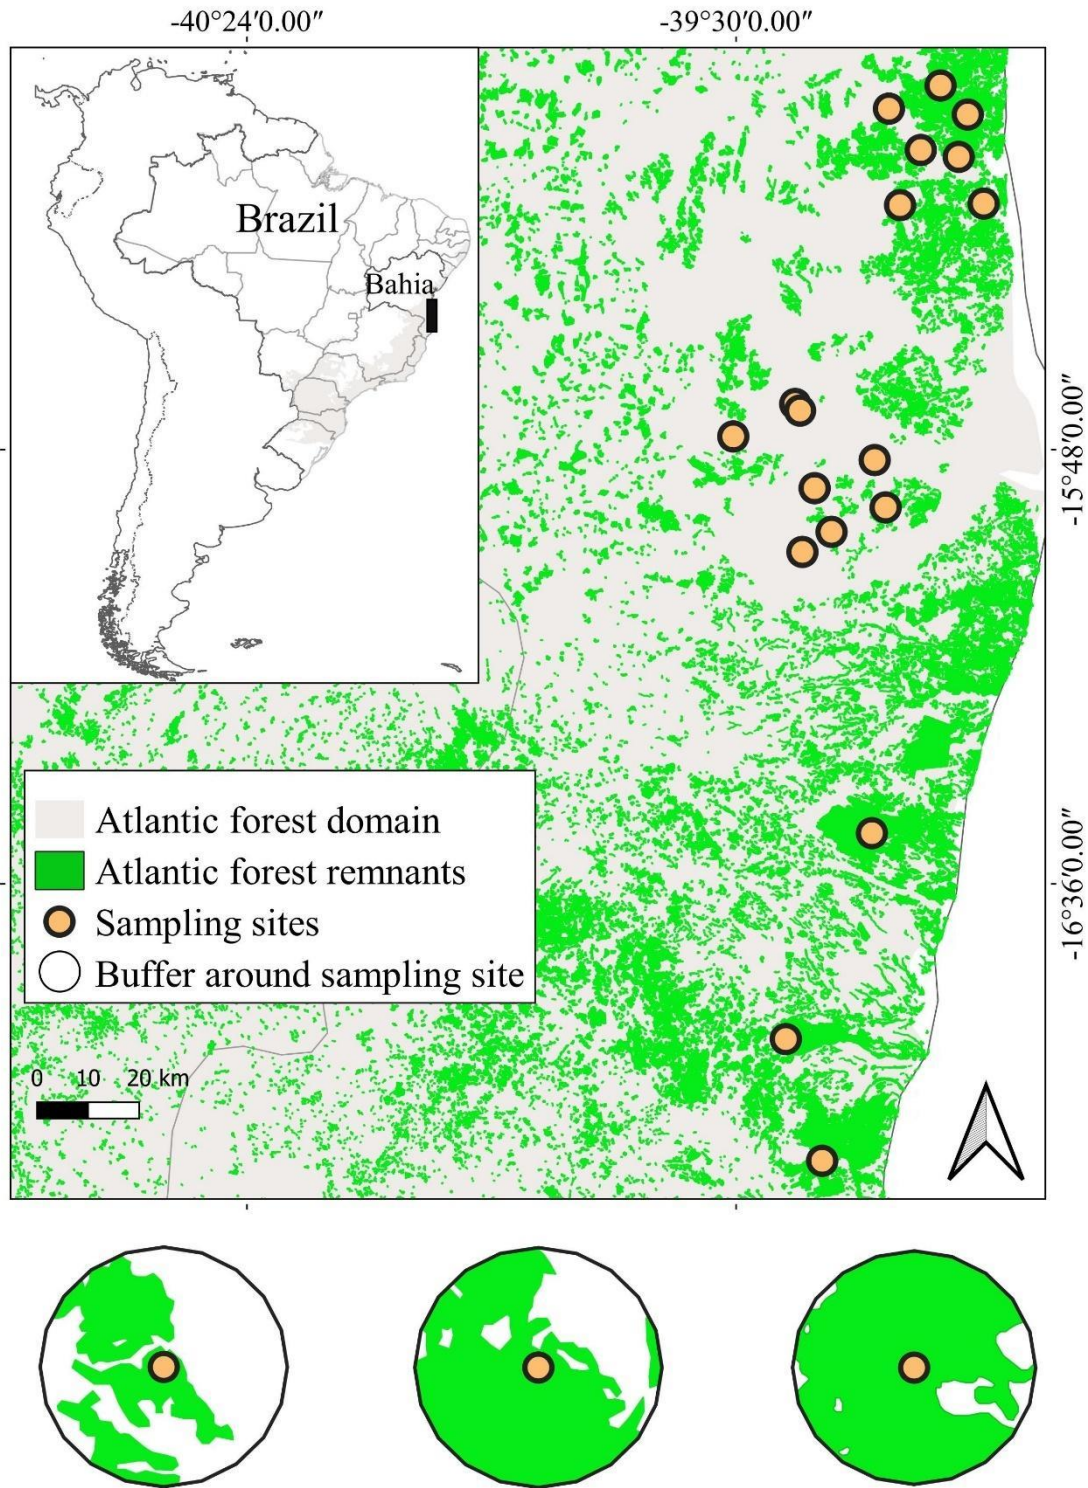 -40°24′0.00″ -39°30′0.00″
Brazil
Bahia
-15°48′0.00″
Atlantic forest domain
Atlantic forest remnants
Sampling sites
Buffer around sampling site
-16°36′0.00″
0 10 20 km